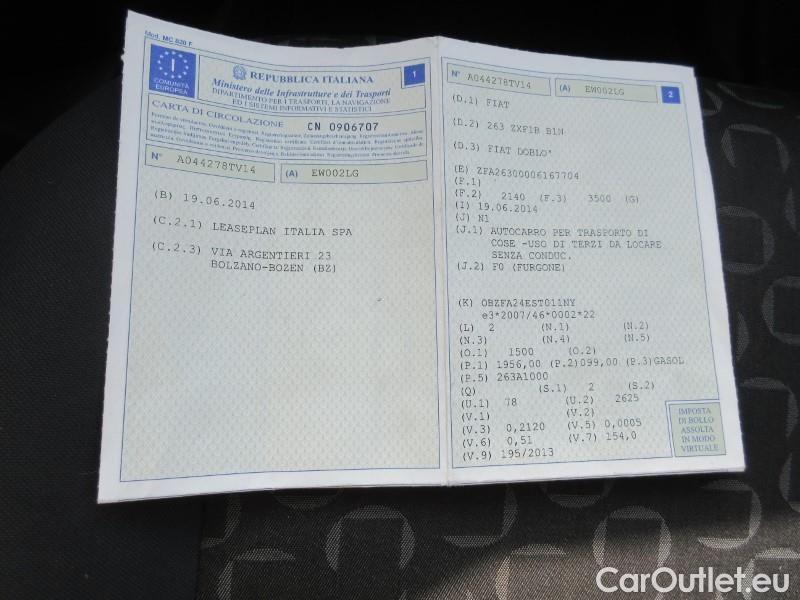 Mod. MC 820 F
I
COMUNITÀ
EUROPEA
REPUBBLICA ITALIANA
1
Ministero delle Infrastrutture e dei Trasporti
DIPARTIMENTO PER I TRASPORTI, LA NAVIGAZIONE
ED I SISTEMI INFORMATIVI E STATISTICI
CARTA DI CIRCOLAZIONE
CN 0906707
N° A044278TV14
(A) EW002LG
(B) 19.06.2014
(C.2.1) LEASEPLAN ITALIA SPA
(C.2.3) VIA ARGENTIERI 23
BOLZANO-BOZEN (BZ)
N° A044278TV14
(A) EW002LG
2
(D.1) FIAT
(D.2) 263 ZXF1B B1N
(D.3) FIAT DOBLO'
(E) ZFA26300006167704
(F.1)
(F.2) 2140 (F.3) 3500 (G)
(I) 19.06.2014
(J) N1
(J.1) AUTOCARRO PER TRASPORTO DI
COSE -USO DI TERZI DA LOCARE
SENZA CONDUC.
(J.2) F0 (FURGONE)
(K) OBZFA24EST011NY
e3*2007/46*0002*22
(L) 2 (N.1) (N.2)
(N.3) (N.4) (N.5)
(O.1) 1500 (O.2)
(P.1) 1956,00 (P.2)099,00 (P.3)GASOL
(P.5) 263A1000
(Q) (S.1) 2 (S.2)
(U.1) 78 (U.2) 2625
(V.1) (V.2)
(V.3) 0,2120 (V.5) 0,0005
(V.6) 0,51 (V.7) 154,0
(V.9) 195/2013
IMPOSTA
DI BOLLO
ASSOLTA
IN MODO
VIRTUALE
CarOutlet.eu